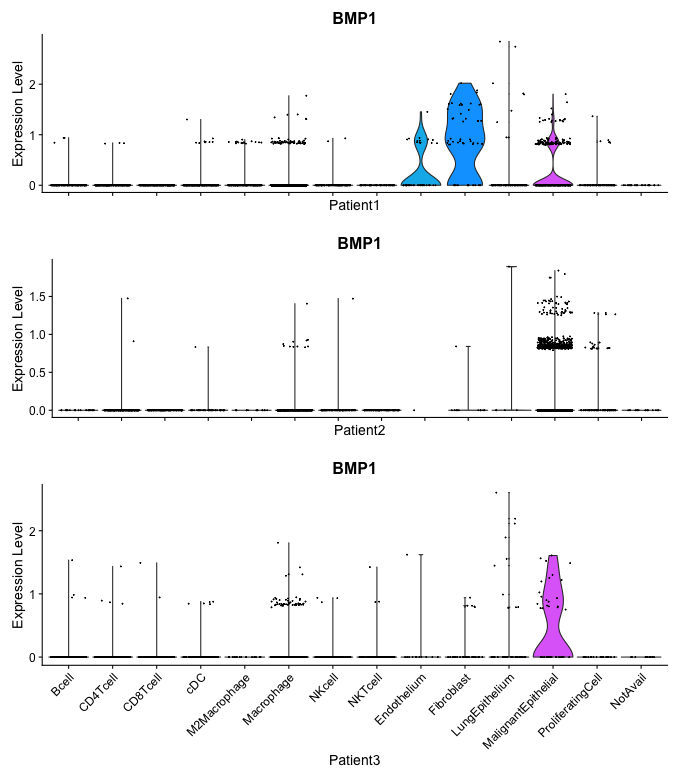 BMP1
Expression Level
2
1
0
Patient1
BMP1
Expression Level
1.5
1.0
0.5
0.0
Patient2
BMP1
Expression Level
2
1
0
Bcell
CD4Tcell
CD8Tcell
cDC
M2Macrophage
Macrophage
NKcell
NKTcell
Endothelium
Fibroblast
LungEpithelium
MalignantEpithelial
ProliferatingCell
NotAvail
Patient3